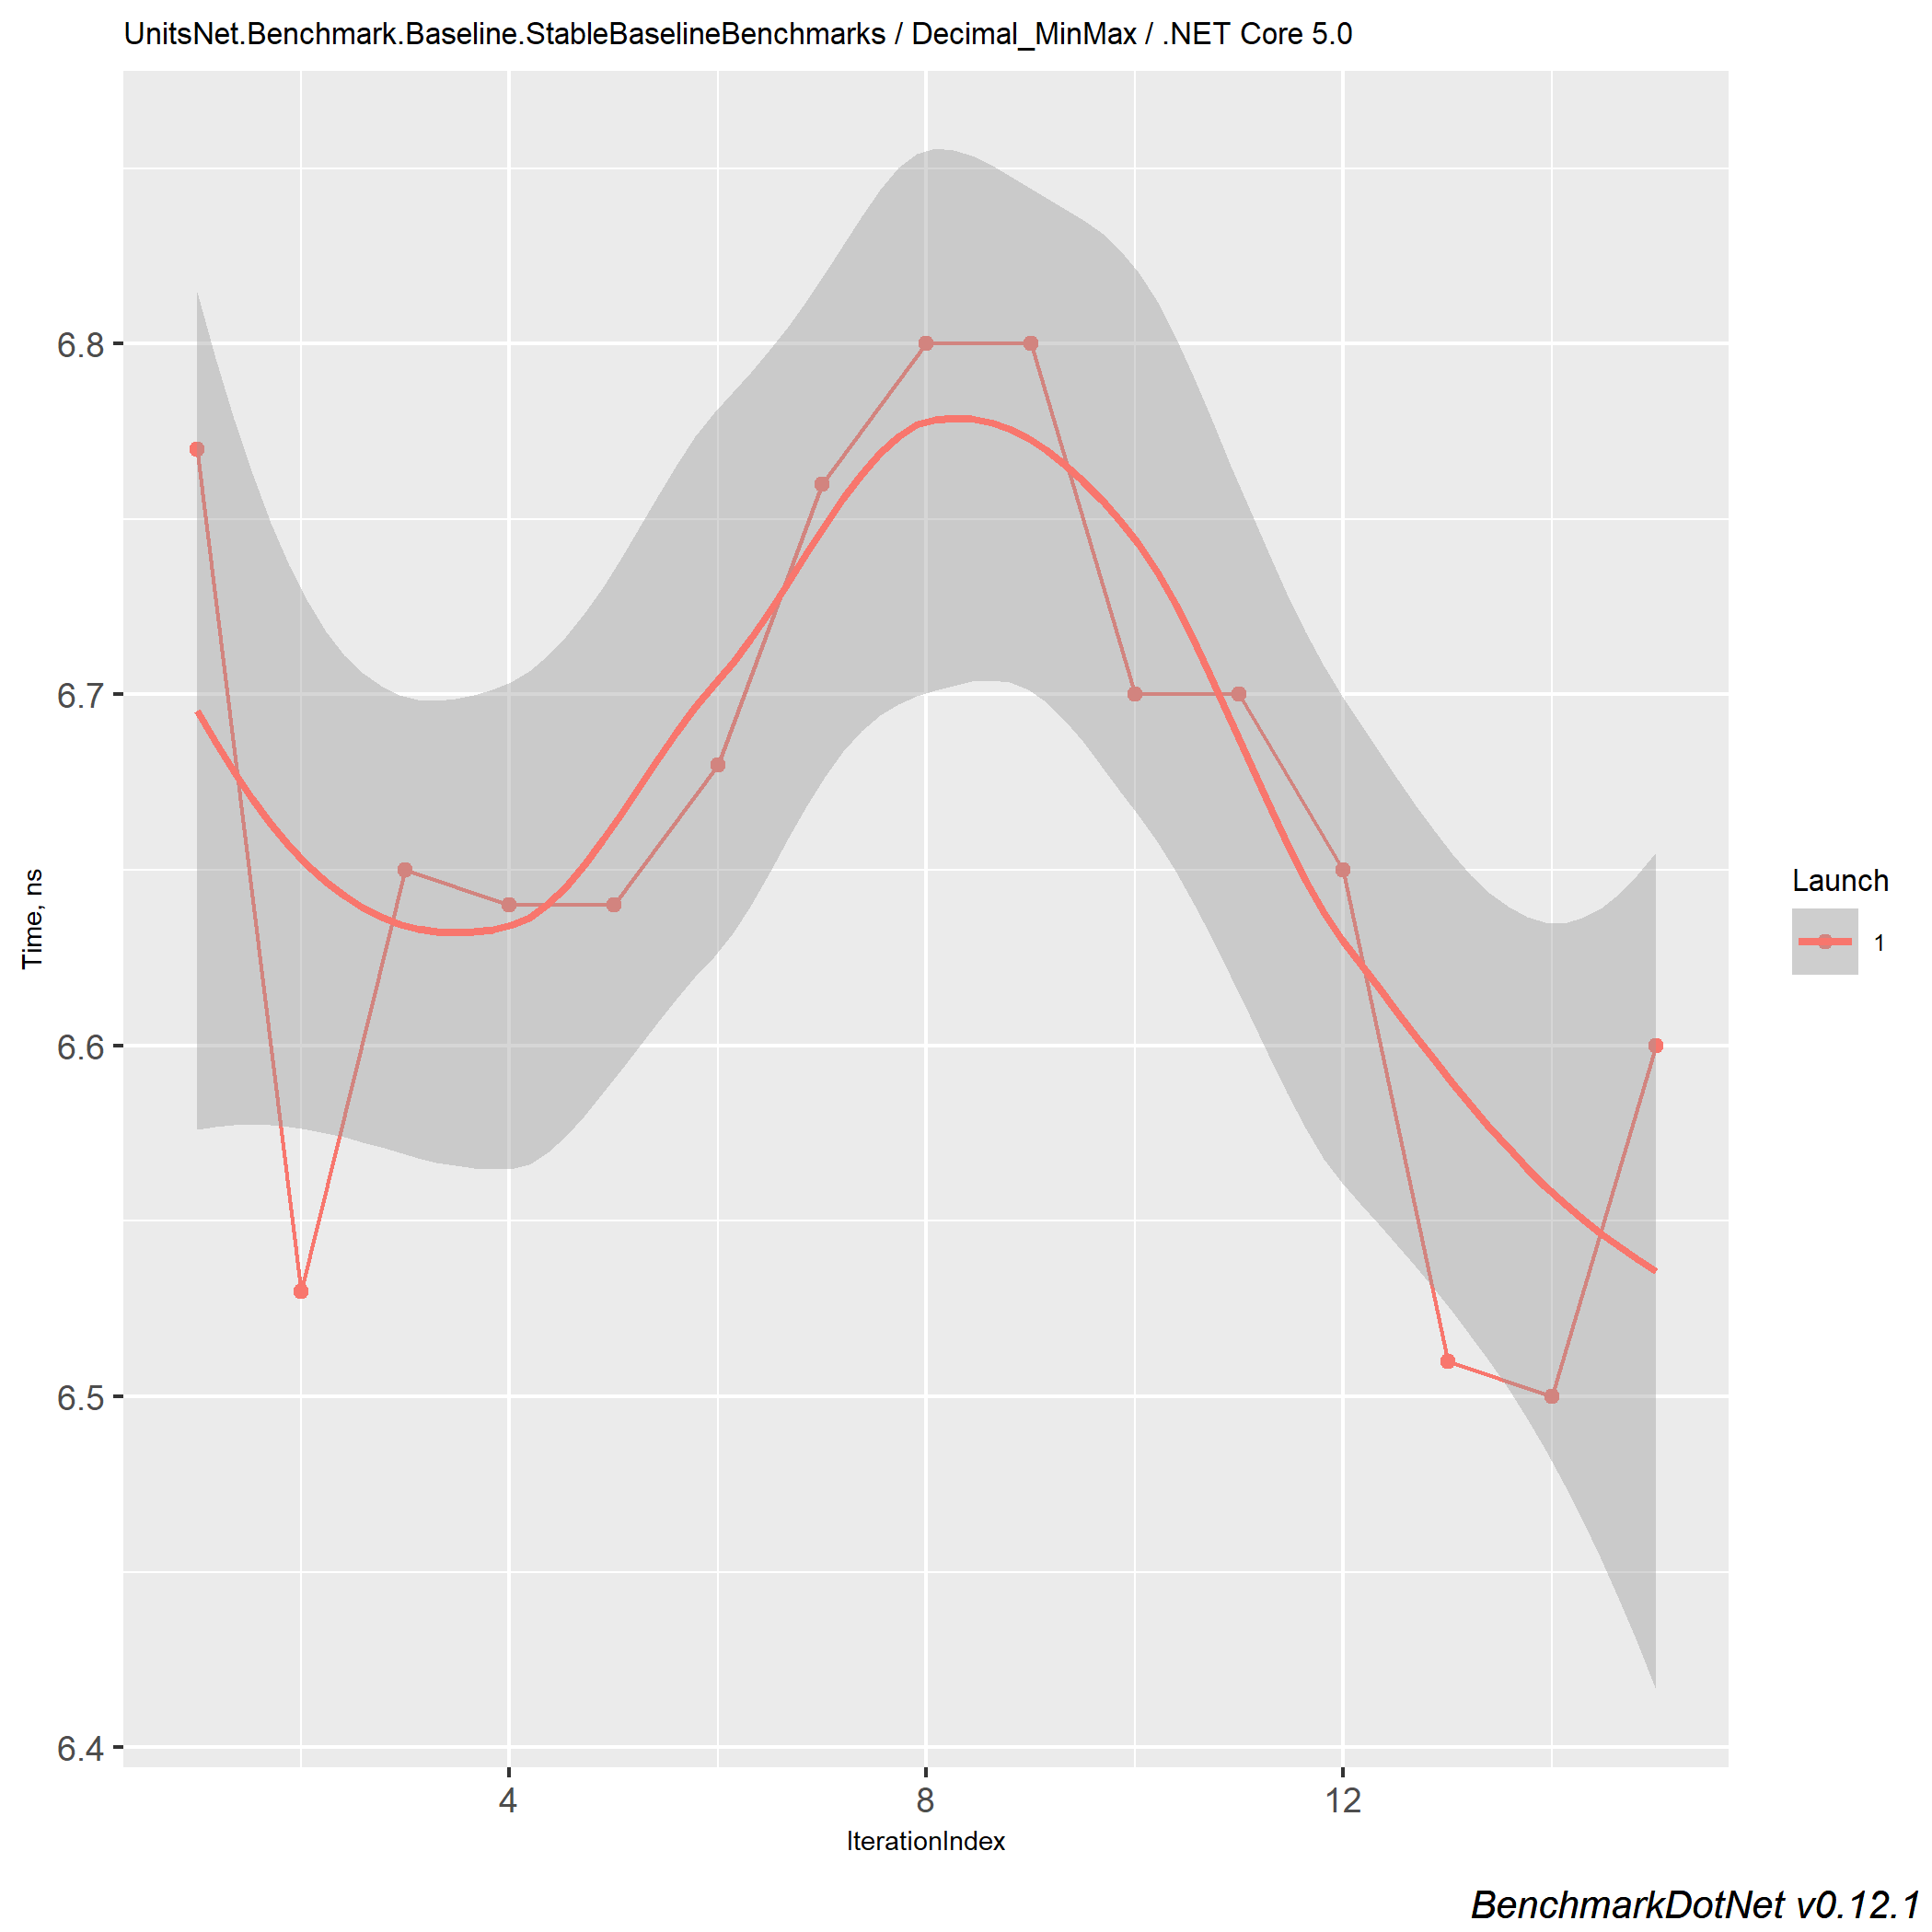 UnitsNet.Benchmark.Baseline.StableBaselineBenchmarks / Decimal_MinMax / .NET Core 5.0
6.8
6.7
6.6
6.5
6.4
Time, ns
4
8
12
IterationIndex
Launch
1
BenchmarkDotNet v0.12.1